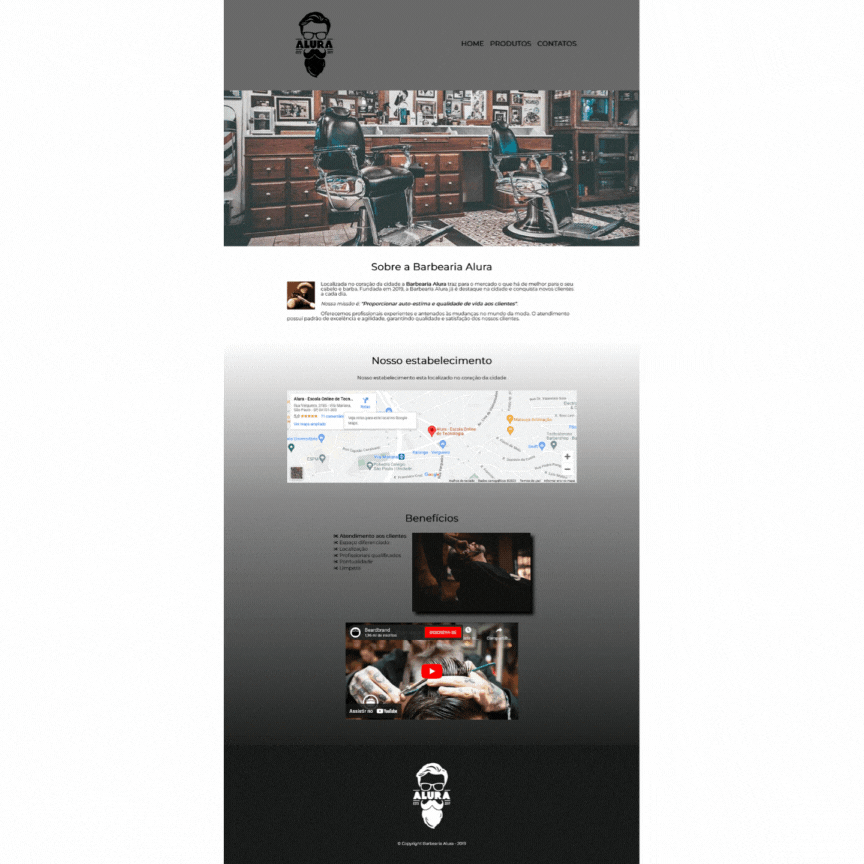 ALURA
HOME PRODUTOS CONTATOS
Sobre a Barbearia Alura
Localizada no coração da cidade a Barbearia Alura traz para o mercado o que há de melhor para o seu
cabelo e barba. Fundada em 2019, a Barbearia Alura já é destaque na cidade e conquista novos clientes
a cada dia.
Nossa missão é: "Proporcionar auto-estima e qualidade de vida aos clientes".
Oferecemos profissionais experientes e antenados às mudanças no mundo da moda. O atendimento
possui padrão de excelência e agilidade, garantindo qualidade e satisfação dos nossos clientes.
Nosso estabelecimento
Nosso estabelecimento esta localizado no coração da cidade
Alura - Escola Online de Tecn...
Rotas
Ver mapa ampliado
Alura - Escola Online
de Tecnologia
Google
Benefícios
Atendimento aos clientes
Espaço diferenciado
Localização
Profissionais qualificados
Pontualidade
Limpeza
Beardbrand
INSCREVA-SE
Assistir no YouTube
ALURA
© Copyright Barbearia Alura - 2019